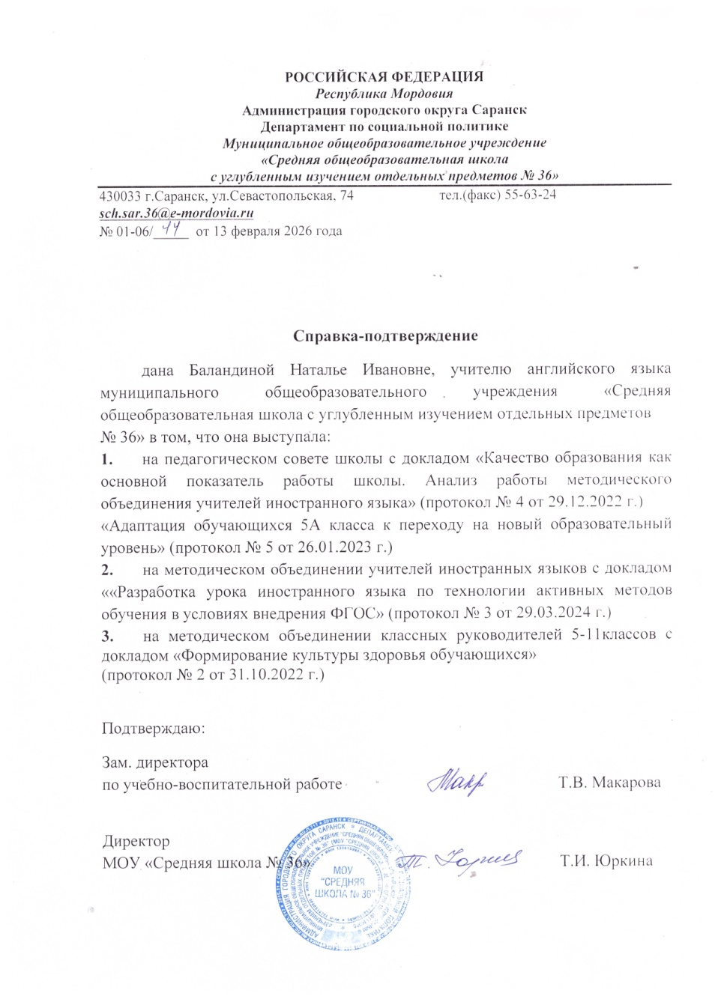 РОССИЙСКАЯ ФЕДЕРАЦИЯ
Республика Мордовия
Администрация городского округа Саранск
Департамент по социальной политике
Муниципальное общеобразовательное учреждение
«Средняя общеобразовательная школа
с углубленным изучением отдельных предметов № 36»
430033 г.Саранск, ул.Севастопольская, 74 тел.(факс) 55-63-24
sch.sar.36@e-mordovia.ru
№ 01-06/ от 13 февраля 2026 года
Справка-подтверждение
дана Баландиной Наталье Ивановне, учителю английского языка
муниципального общеобразовательного учреждения «Средняя
общеобразовательная школа с углубленным изучением отдельных предметов
№ 36» в том, что она выступала:
1. на педагогическом совете школы с докладом «Качество образования как
основной показатель работы школы. Анализ работы методического
объединения учителей иностранного языка» (протокол № 4 от 29.12.2022 г.)
«Адаптация обучающихся 5А класса к переходу на новый образовательный
уровень» (протокол № 5 от 26.01.2023 г.)
2. на методическом объединении учителей иностранных языков с докладом
««Разработка урока иностранного языка по технологии активных методов
обучения в условиях внедрения ФГОС» (протокол № 3 от 29.03.2024 г.)
3. на методическом объединении классных руководителей 5-11классов с
докладом «Формирование культуры здоровья обучающихся»
(протокол № 2 от 31.10.2022 г.)
Подтверждаю:
Зам. директора
по учебно-воспитательной работе Т.В. Макарова
Директор
МОУ «Средняя школа № 36» Т.И. Юркина
МОУ
"СРЕДНЯЯ
ШКОЛА № 36"